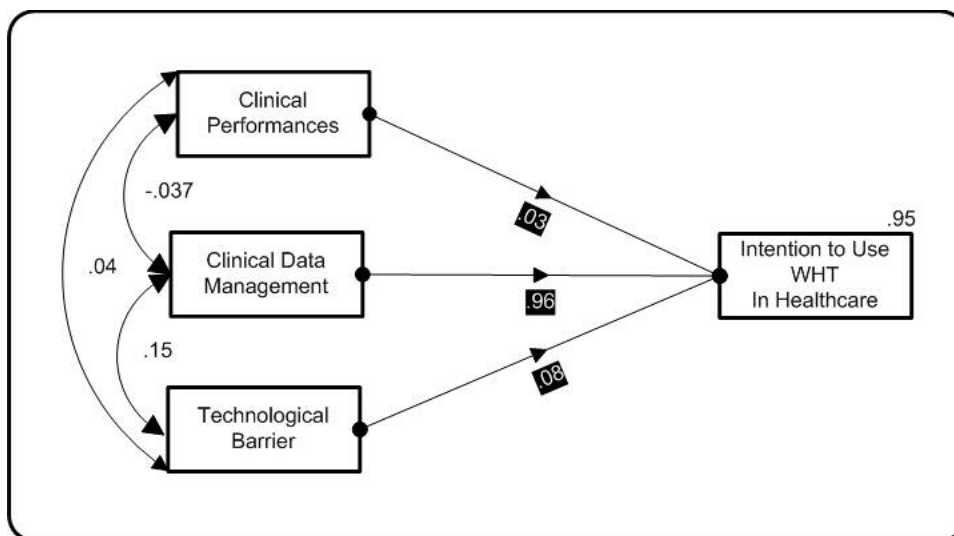 Clinical
Performances
-.037
.03
.95
Clinical Data
Management
.04
.96
Intention to Use
WHT
In Healthcare
.15
.08
Technological
Barrier